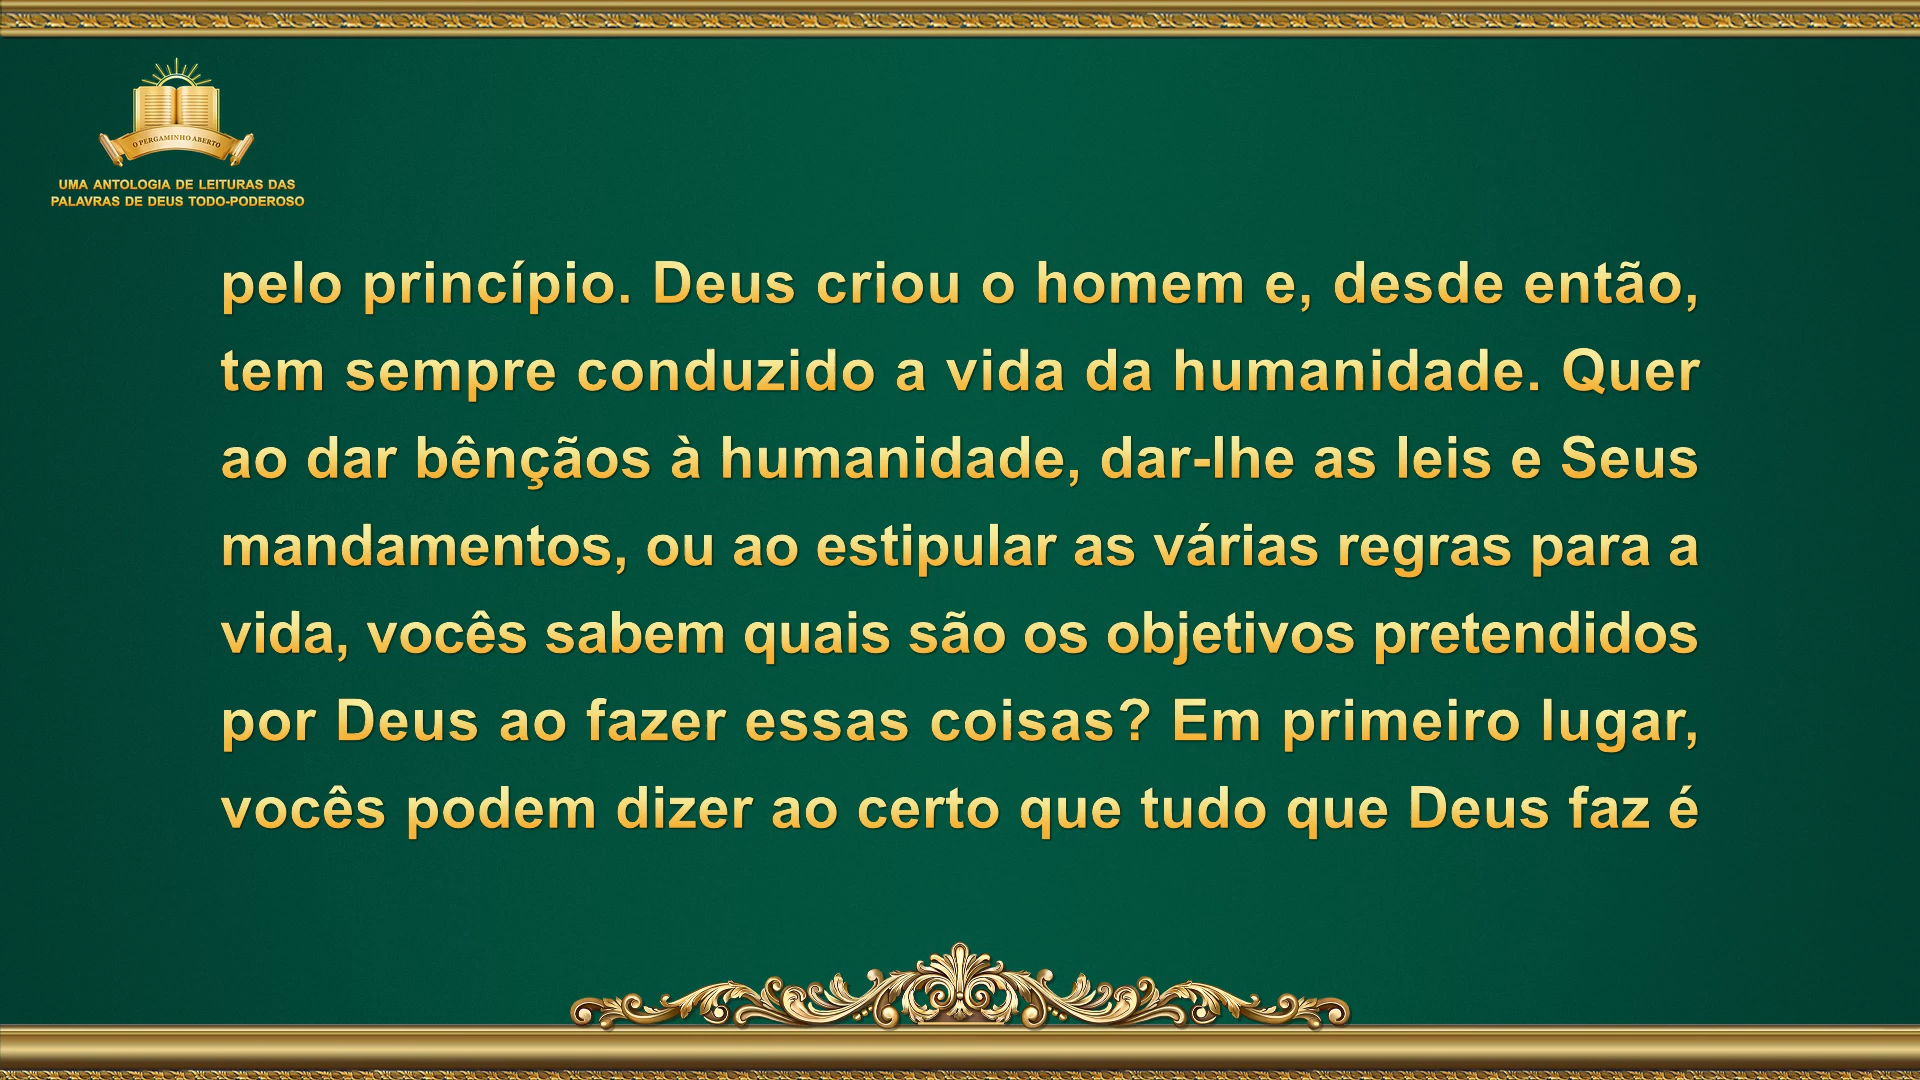 O PERGAMINHO ABERTO
UMA ANTOLOGIA DE LEITURAS DAS
PALAVRAS DE DEUS TODO-PODEROSO
pelo princípio. Deus criou o homem e, desde então,
tem sempre conduzido a vida da humanidade. Quer
ao dar bênçãos à humanidade, dar-lhe as leis e Seus
mandamentos, ou ao estipular as várias regras para a
vida, vocês sabem quais são os objetivos pretendidos
por Deus ao fazer essas coisas? Em primeiro lugar,
vocês podem dizer ao certo que tudo que Deus faz é